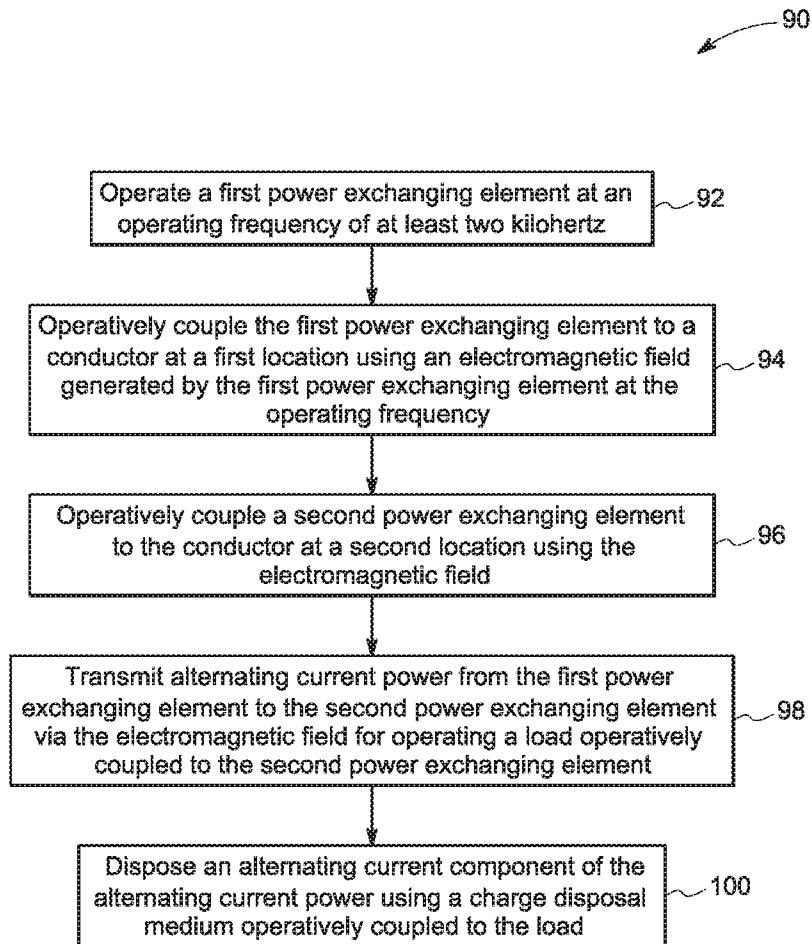 90
Operate a first power exchanging element at an
operating frequency of at least two kilohertz
92
Operatively couple the first power exchanging element to a
conductor at a first location using an electromagnetic field
generated by the first power exchanging element at the
operating frequency
94
Operatively couple a second power exchanging element
to the conductor at a second location using the
electromagnetic field
96
Transmit alternating current power from the first power
exchanging element to the second power exchanging element
via the electromagnetic field for operating a load operatively
coupled to the second power exchanging element
98
Dispose an alternating current component of the
alternating current power using a charge disposal
medium operatively coupled to the load
100